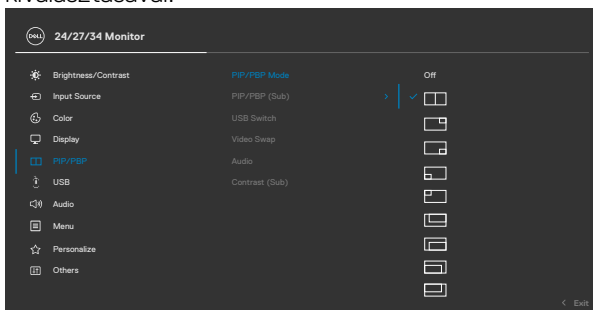 kiválasztásával.
DELL
24/27/34 Monitor
Brightness/Contrast PIP/PBP Mode Off
Input Source PIP/PBP (Sub)
Color USB Switch
Display Video Swap
PIP/PBP Audio
USB Contrast (Sub)
Audio
Menu
Personalize
Others
Exit